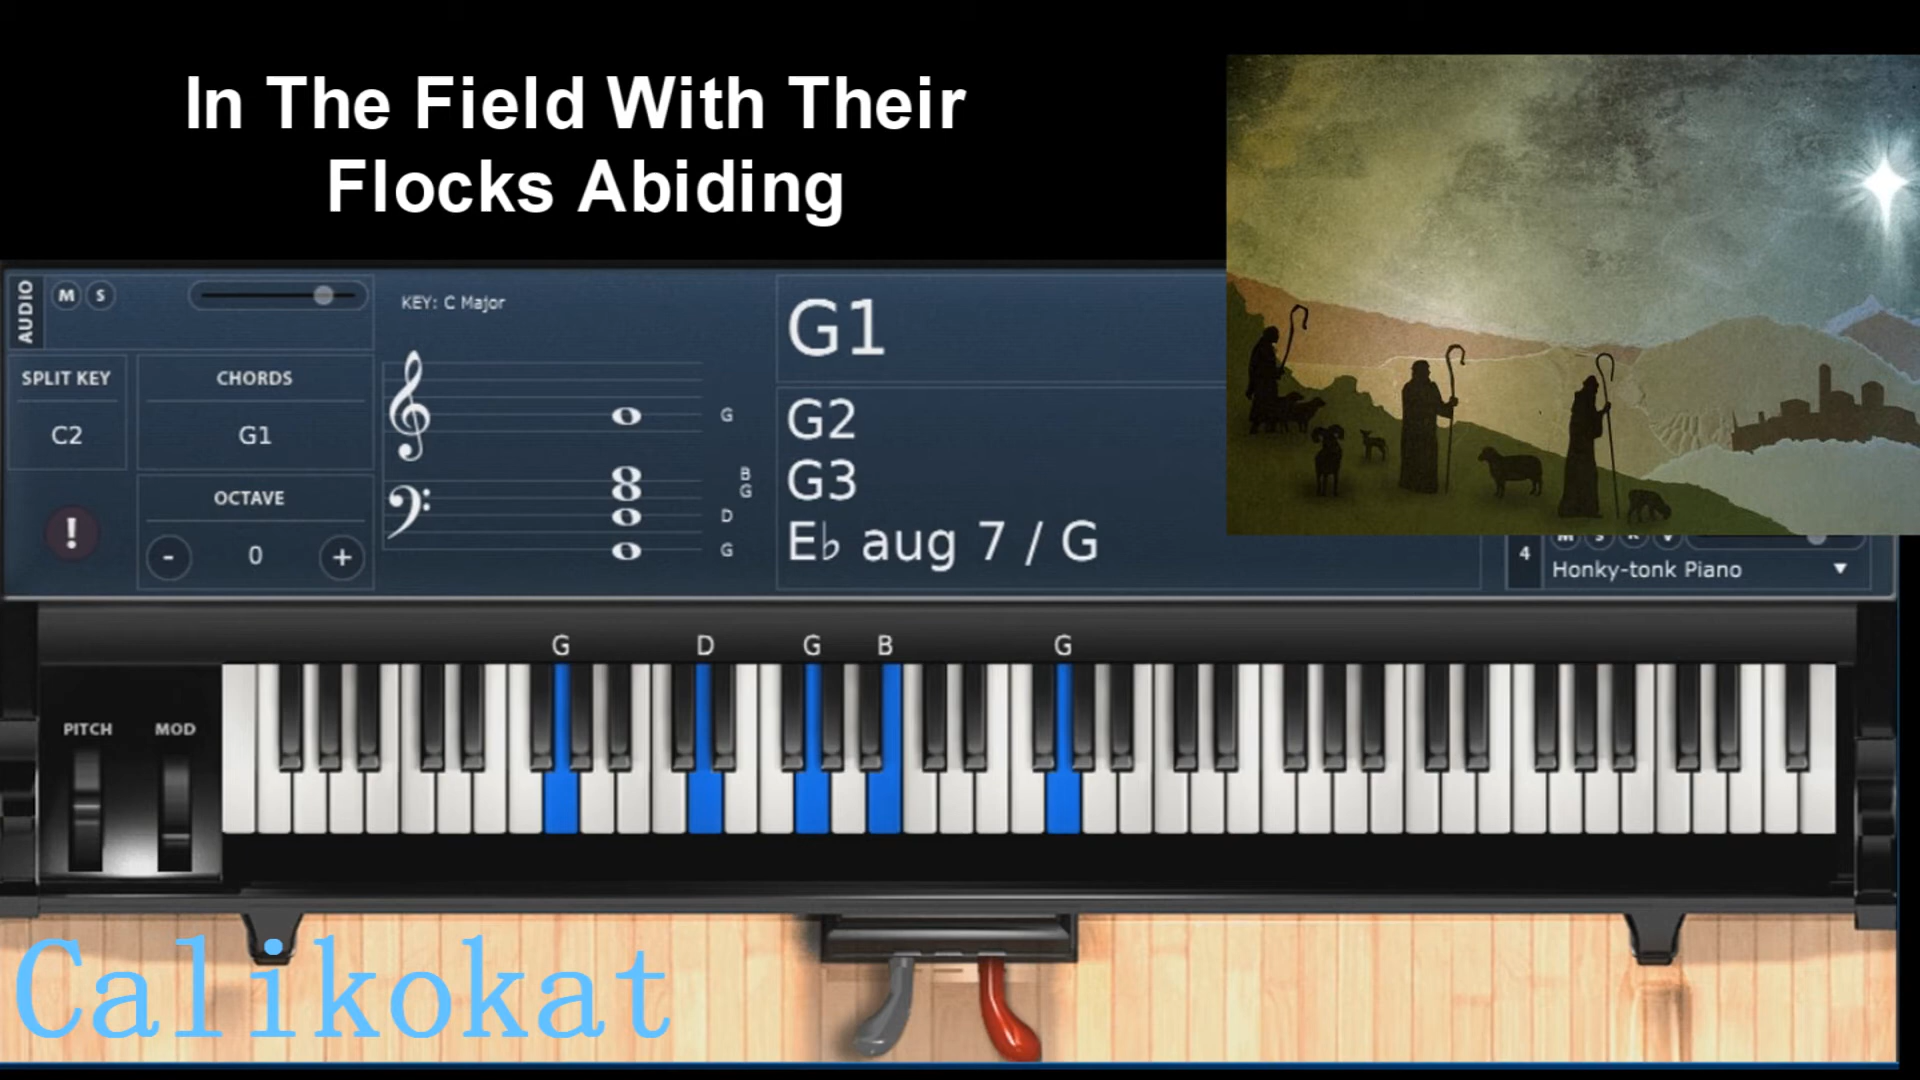 In The Field With Their
Flocks Abiding
AUDIO
M S
KEY: C Major
G1
SPLIT KEY
C2
CHORDS
G1
OCTAVE
- 0 +
!
G
B
G
D
G
G2
G3
E♭ aug 7 / G
4
Honky-tonk Piano
G D G B G
PITCH MOD
Calikokat